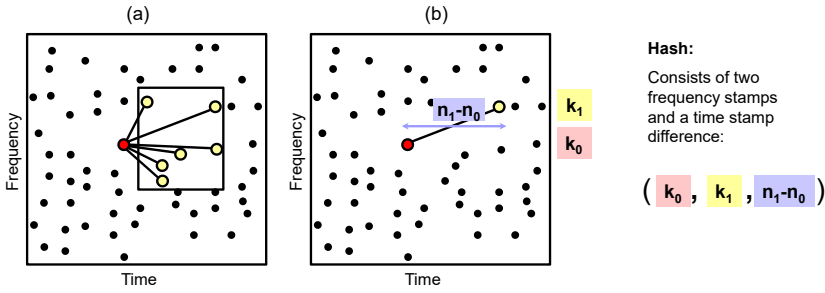 (a)
(b)
Frequency
Time
Frequency
n₁-n₀
Time
k₁
k₀
Hash:
Consists of two
frequency stamps
and a time stamp
difference:
( k₀ , k₁ , n₁-n₀ )